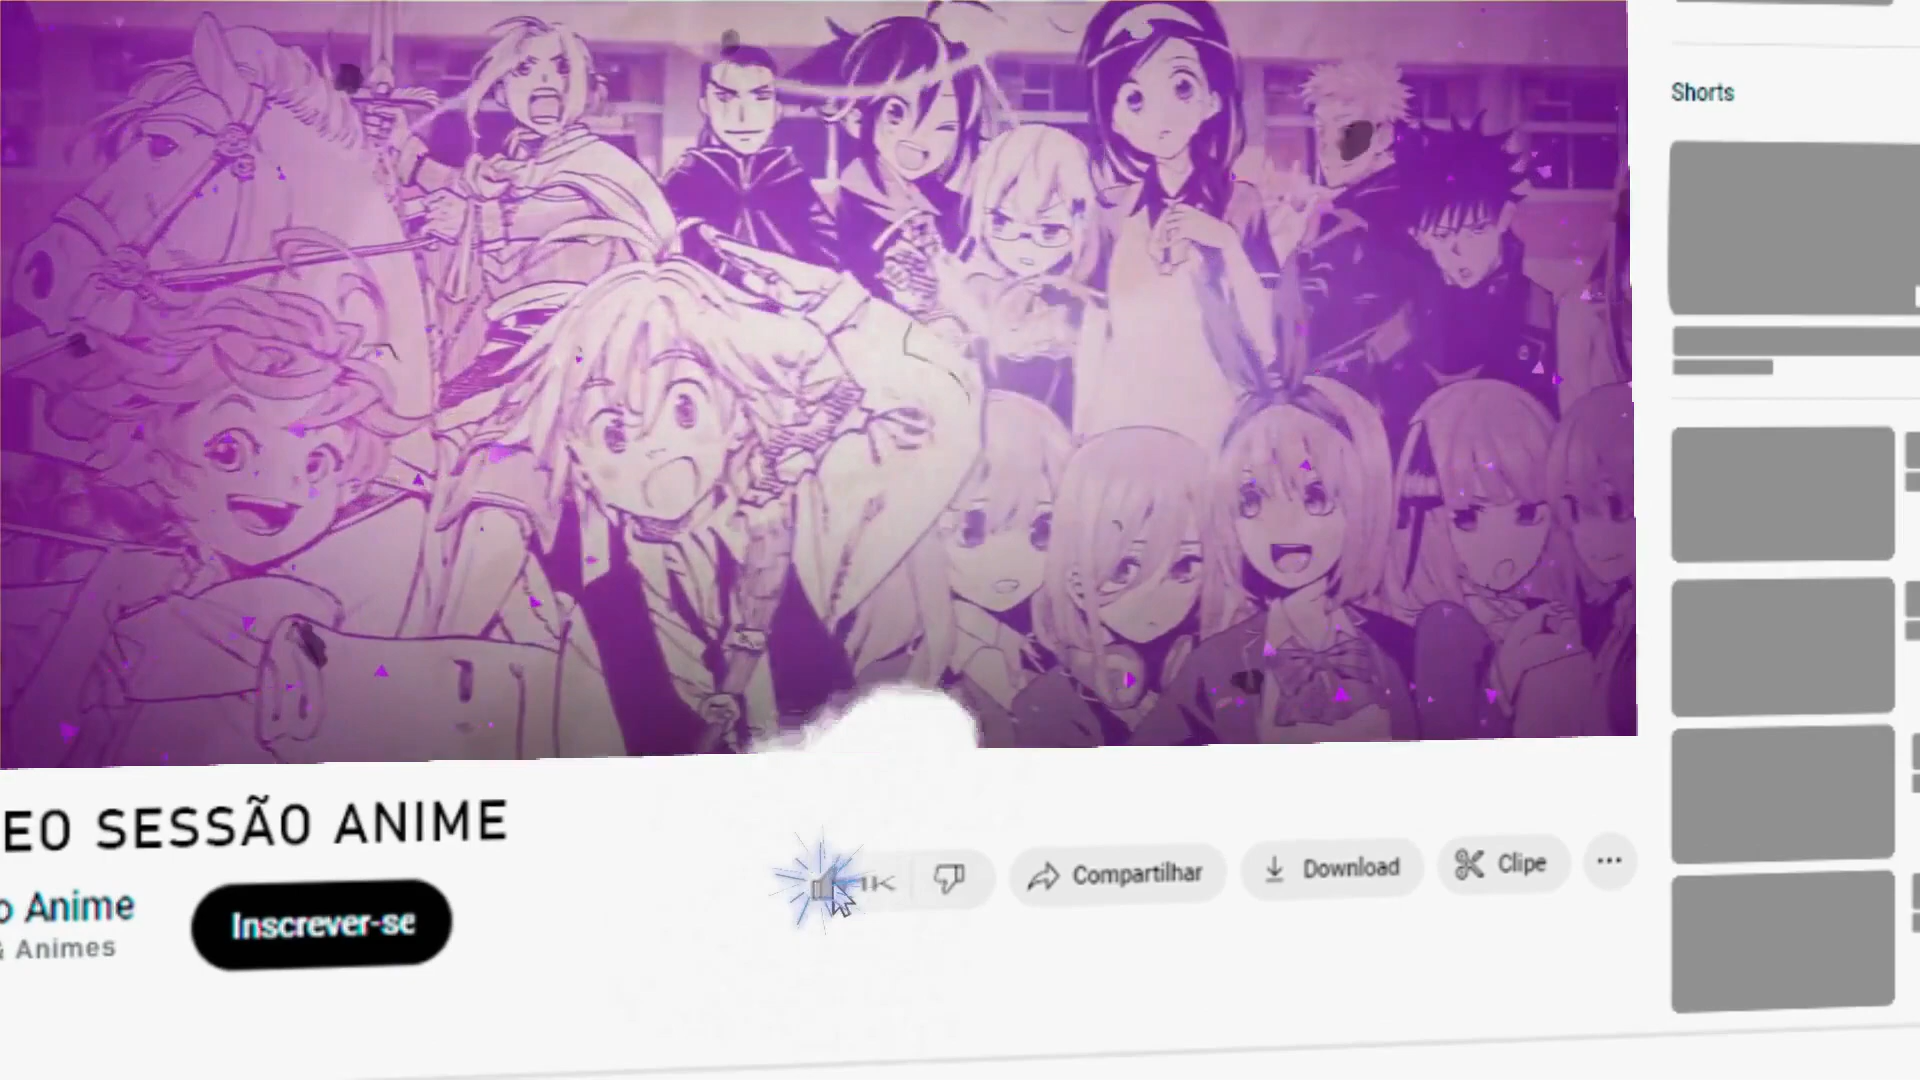 Shorts
EO SESSÃO ANIME
o Anime
& Animes
Inscrever-se
1K
Compartilhar
Download
Clipe